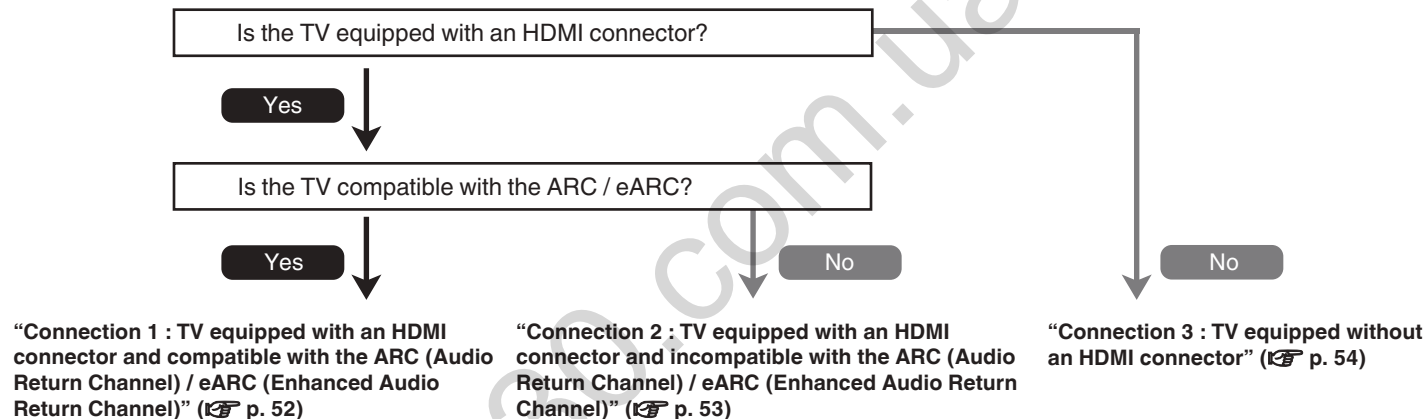 Is the TV equipped with an HDMI connector?
Yes
Is the TV compatible with the ARC / eARC?
Yes
No
No
“Connection 1 : TV equipped with an HDMI
connector and compatible with the ARC (Audio
Return Channel) / eARC (Enhanced Audio
Return Channel)” (☞ p. 52)
“Connection 2 : TV equipped with an HDMI
connector and incompatible with the ARC (Audio
Return Channel) / eARC (Enhanced Audio Return
Channel)” (☞ p. 53)
“Connection 3 : TV equipped without
an HDMI connector” (☞ p. 54)
30.com.ua